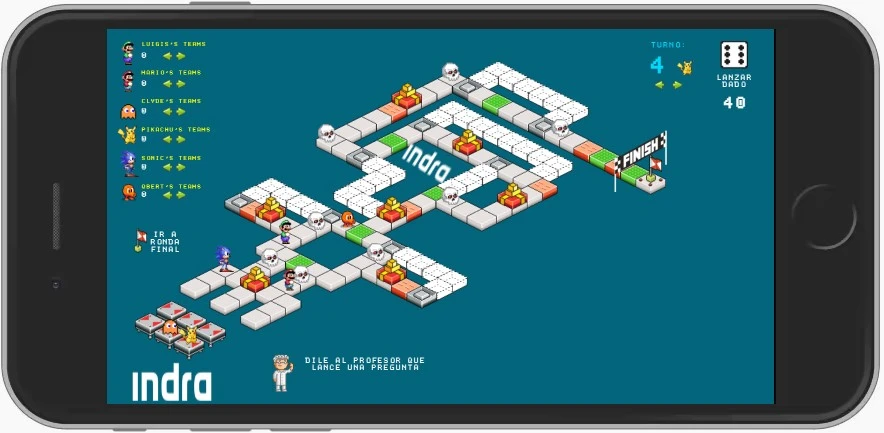 LUIGIS'S TEAMS
0
MARIO'S TEAMS
0
CLYDE'S TEAMS
0
PIKACHU'S TEAMS
0
SONIC'S TEAMS
0
QBERT'S TEAMS
0
IR A
RONDA
FINAL
TURNO:
4
LANZAR
DADO
40
FINISH
indra
indra
DILE AL PROFESOR QUE
LANCE UNA PREGUNTA